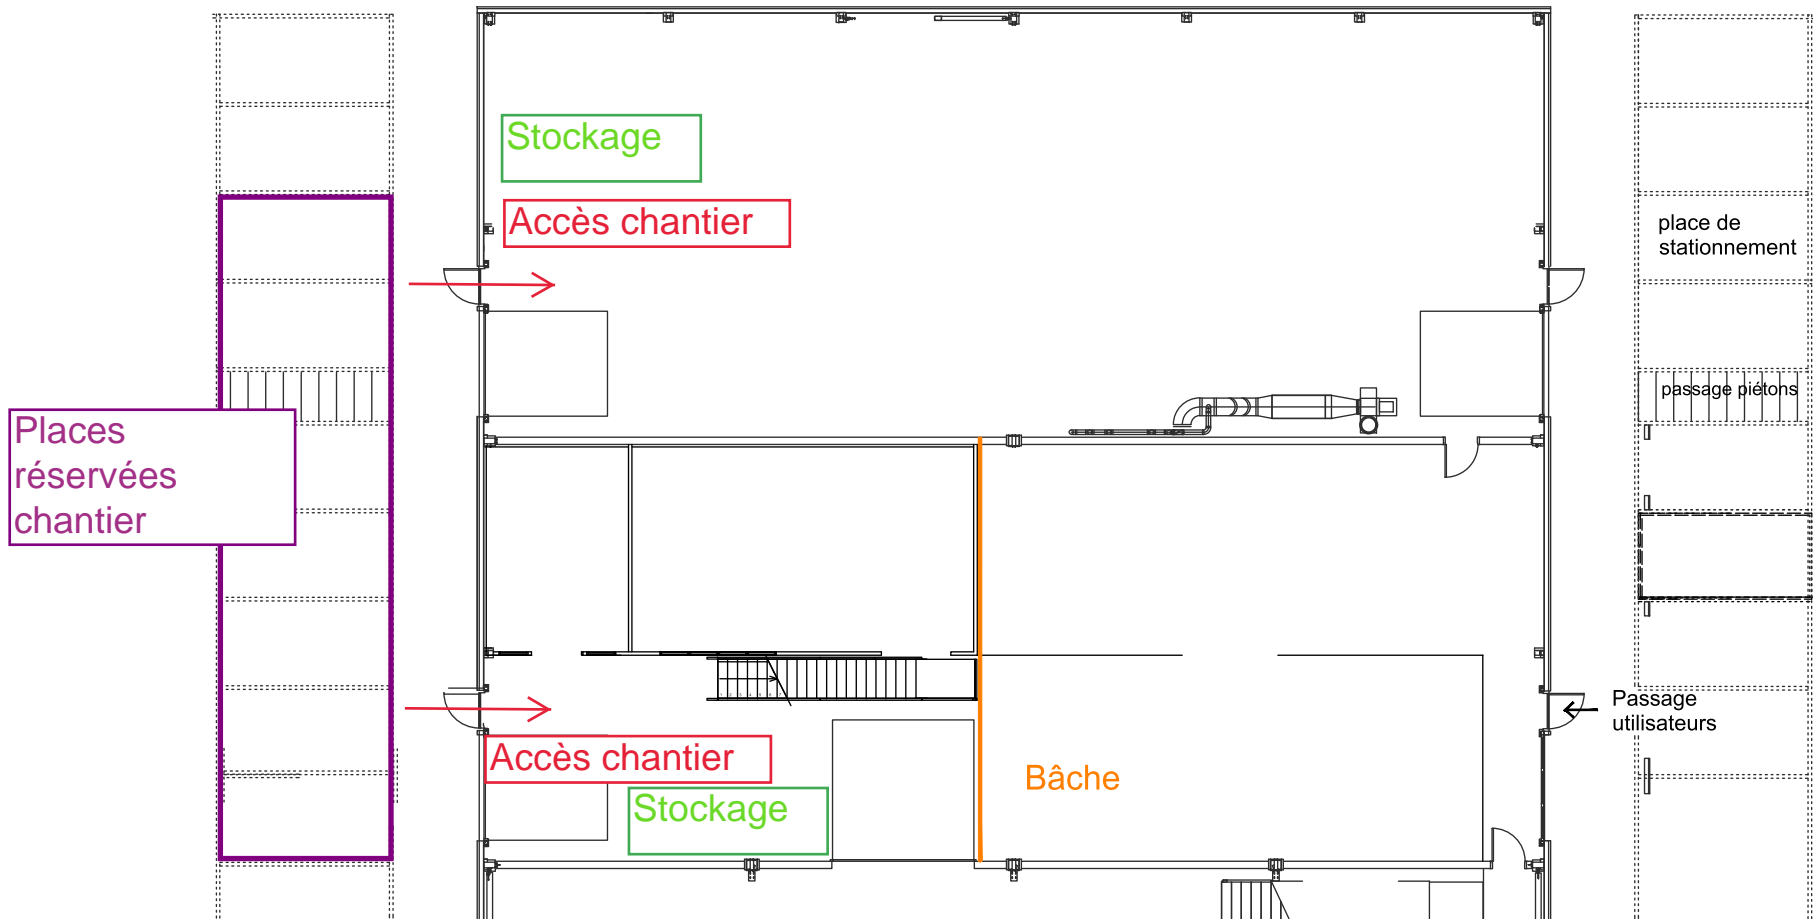 Stockage
Accès chantier
place de
stationnement
passage piétons
Places
réservées
chantier
Passage
utilisateurs
Accès chantier
Bâche
Stockage